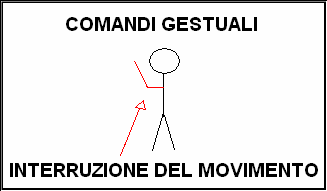 COMANDI GESTUALI
INTERRUZIONE DEL MOVIMENTO